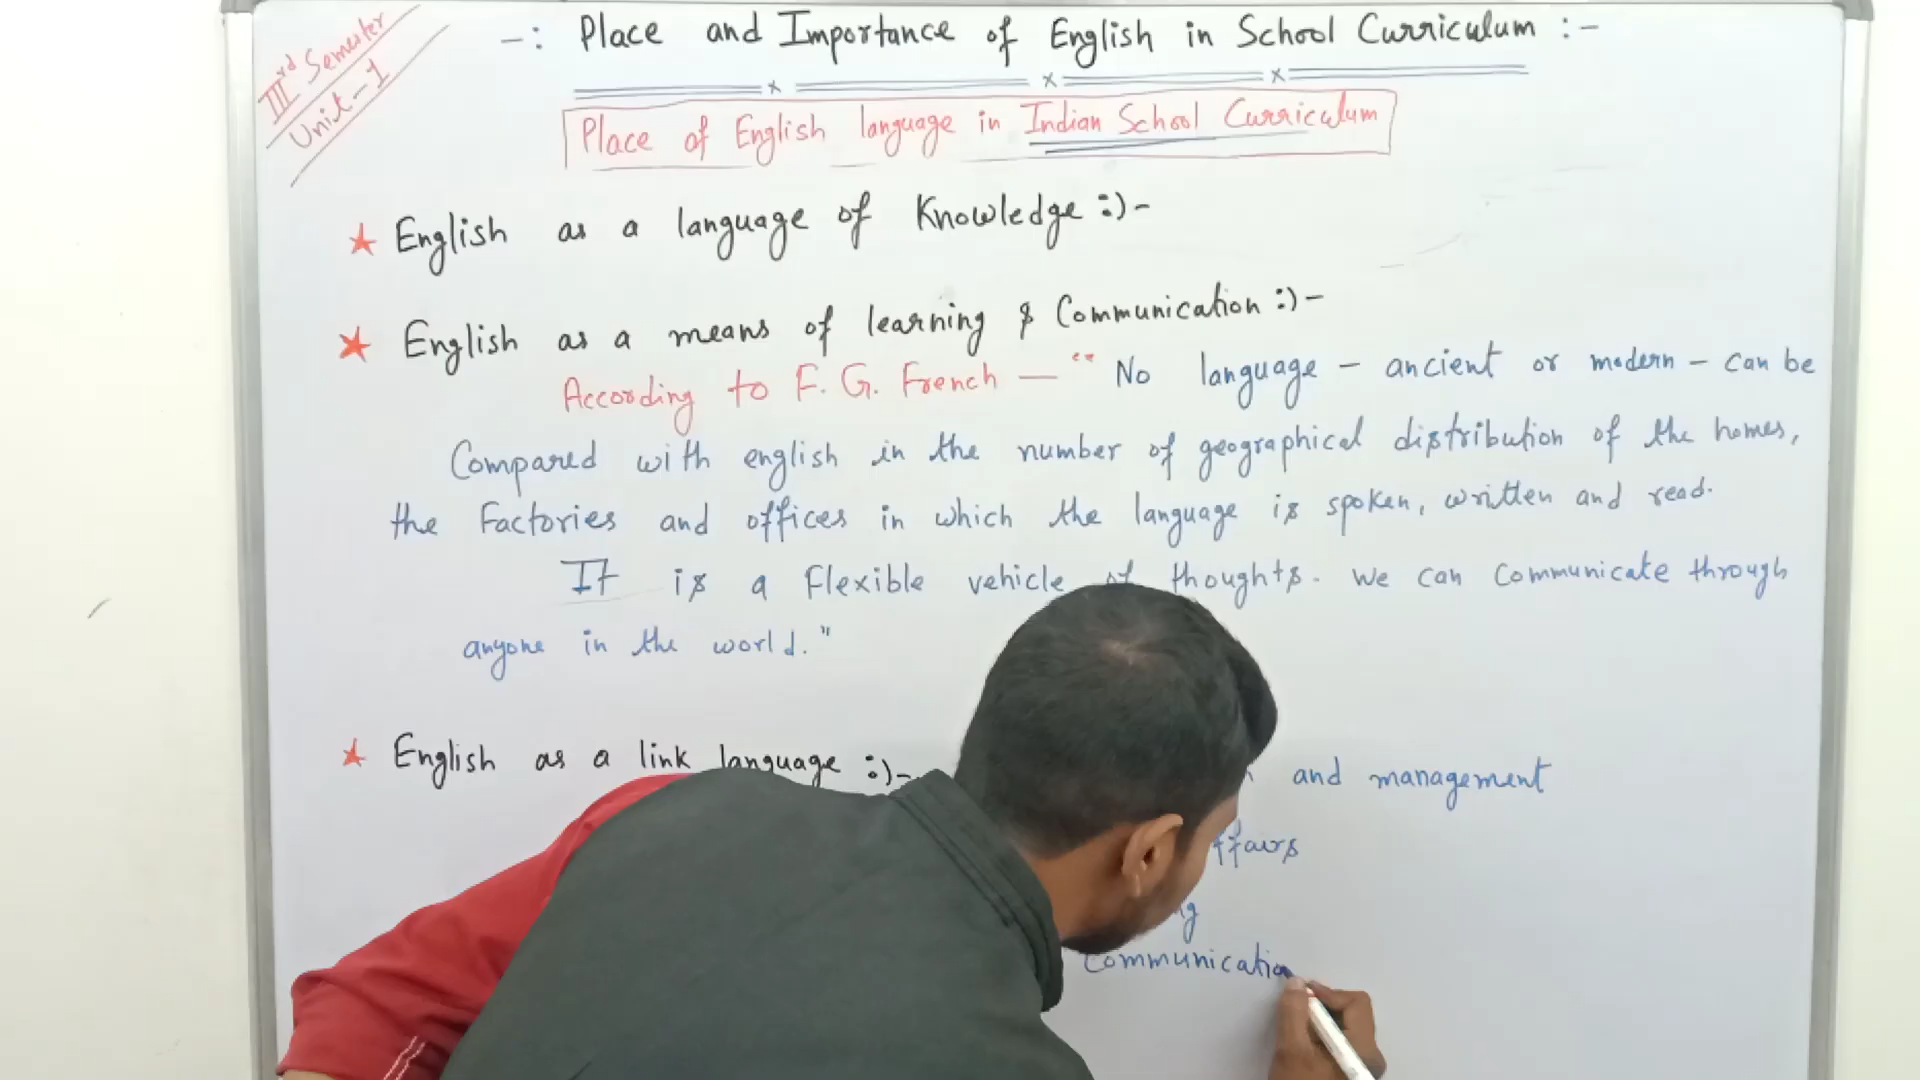 IIIrd Semester
Unit-1
-: Place and Importance of English in School Curriculum :-
Place of English language in Indian School Curriculum
★ English as a language of Knowledge :)-
★ English as a means of learning & Communication :)-
According to F. G. French — "No language - ancient or modern - can be
Compared with english in the number of geographical distribution of the homes,
the Factories and offices in which the language is spoken, written and read.
It is a Flexible vehicle of thoughts. We can Communicate through
anyone in the world."
★ English as a link language :)-
and management
Communication